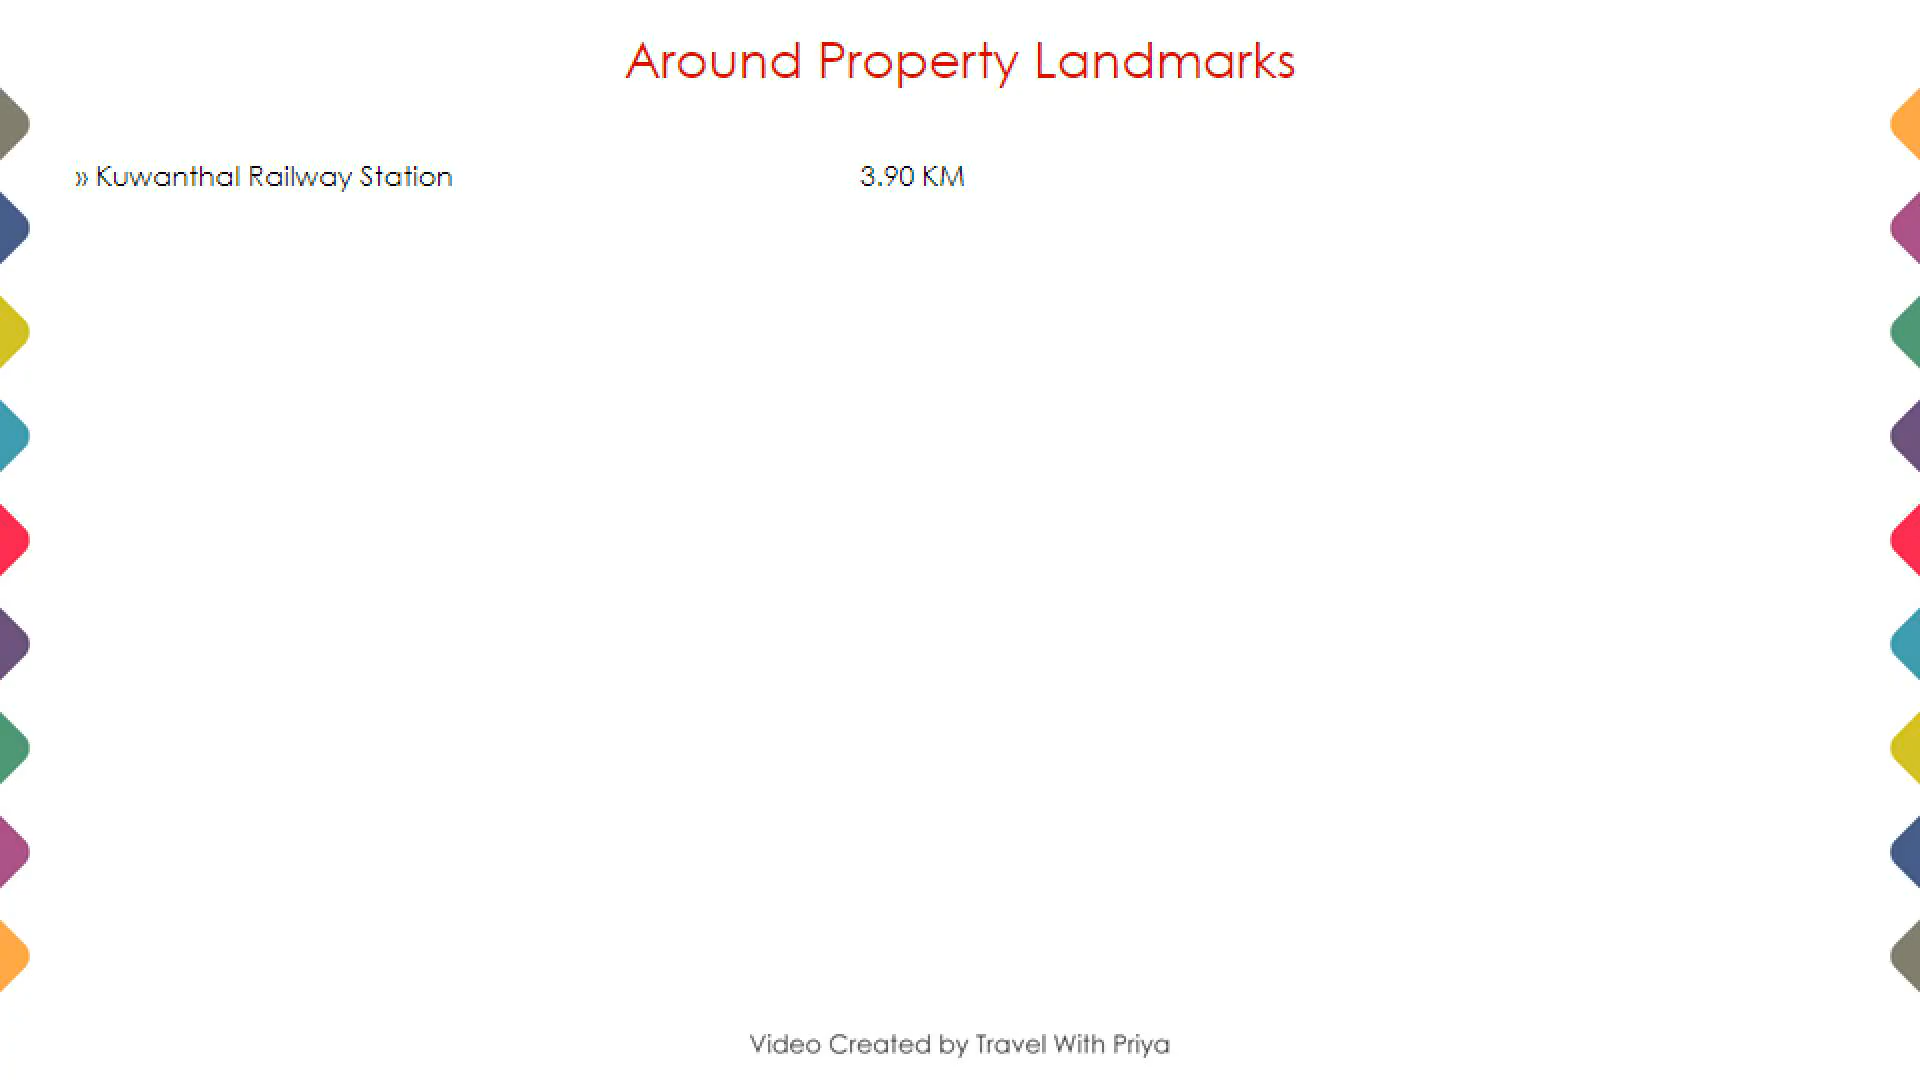 Around Property Landmarks
» Kuwanthal Railway Station 3.90 KM
Video Created by Travel With Priya